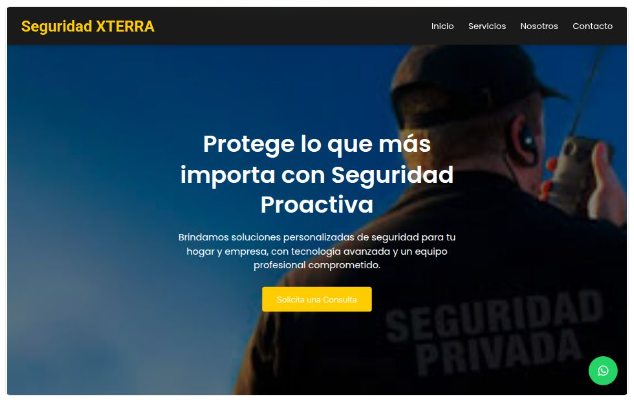 Seguridad XTERRA
Inicio Servicios Nosotros Contacto
Protege lo que más
importa con Seguridad
Proactiva
Brindamos soluciones personalizadas de seguridad para tu
hogar y empresa, con tecnología avanzada y un equipo
profesional comprometido.
Solicita una Consulta
SEGURIDAD
PRIVADA